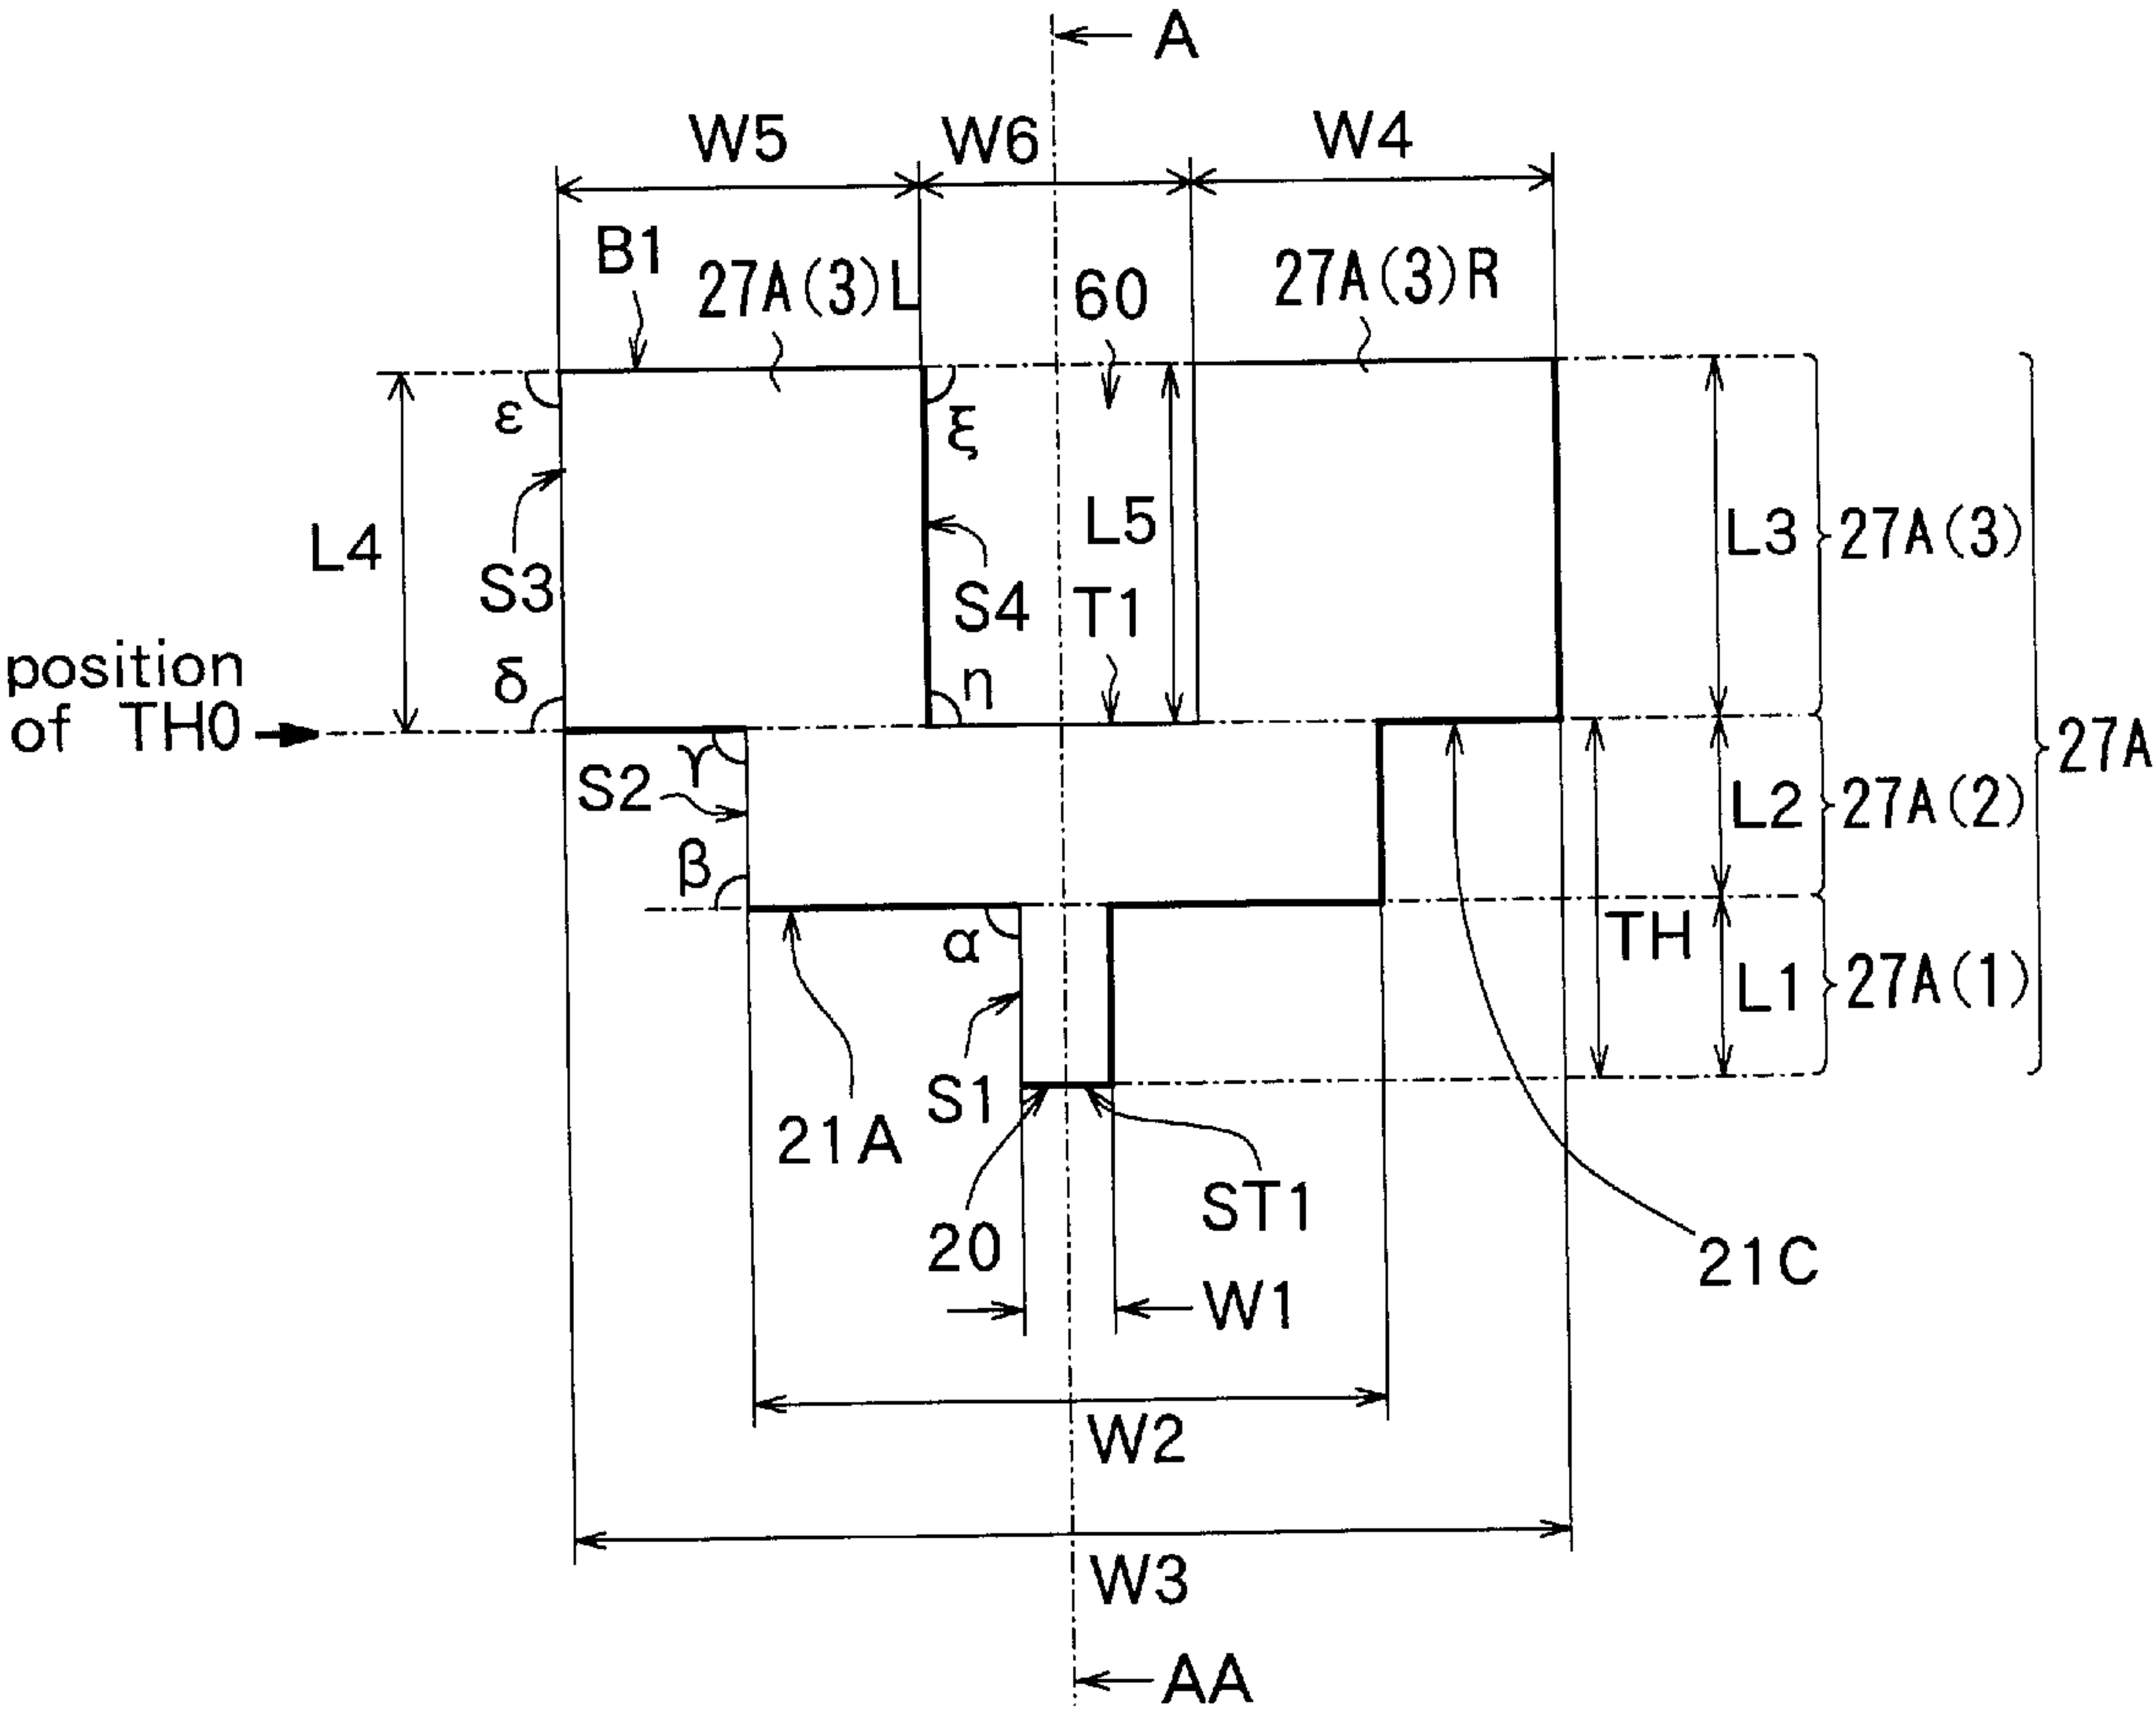 A
W5
W6
W4
B1
27A(3)L
60
27A(3)R
ε
ξ
L4
S3
S4
L5
T1
L3
27A(3)
position
of TH0
δ
n
γ
S2
β
L2
27A(2)
27A
α
TH
L1
27A(1)
S1
21A
20
ST1
21C
W1
W2
W3
AA